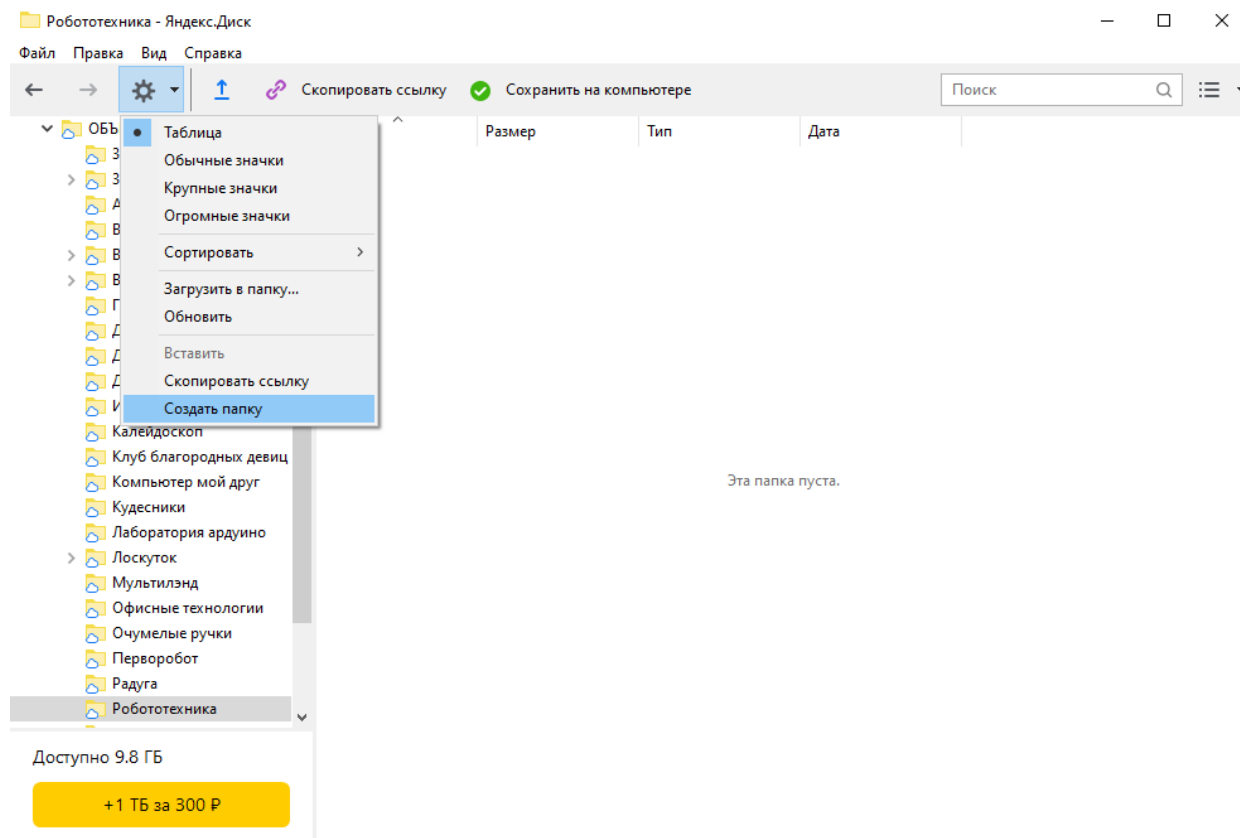 Робототехника - Яндекс.Диск
Файл Правка Вид Справка
Скопировать ссылку Сохранить на компьютере Поиск
ОБЪ
Размер Тип Дата
Таблица
Обычные значки
Крупные значки
Огромные значки
Сортировать
Загрузить в папку...
Обновить
Вставить
Скопировать ссылку
Создать папку
Калейдоскоп
Клуб благородных девиц
Компьютер мой друг
Кудесники
Лаборатория ардуино
Лоскуток
Мультилэнд
Офисные технологии
Очумелые ручки
Перворобот
Радуга
Робототехника
Эта папка пуста.
Доступно 9.8 ГБ
+1 ТБ за 300 ₽